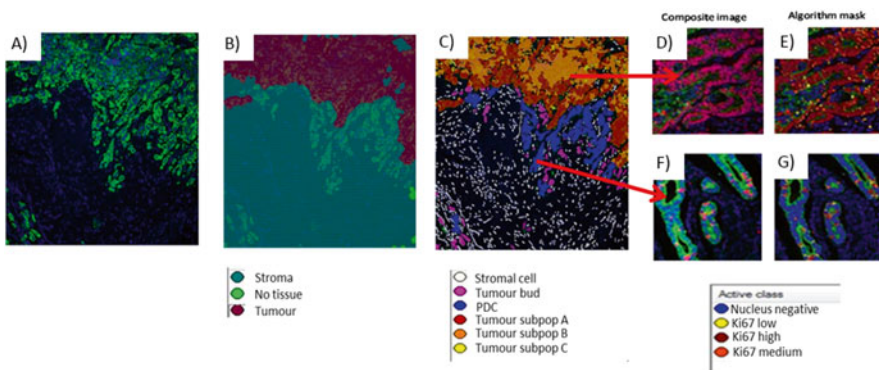 Composite image
Algorithm mask
A)
B)
C)
D)
E)
F)
G)
Stroma
No tissue
Tumour
Stromal cell
Tumour bud
PDC
Tumour subpop A
Tumour subpop B
Tumour subpop C
Active class
Nucleus negative
Ki67 low
Ki67 high
Ki67 medium